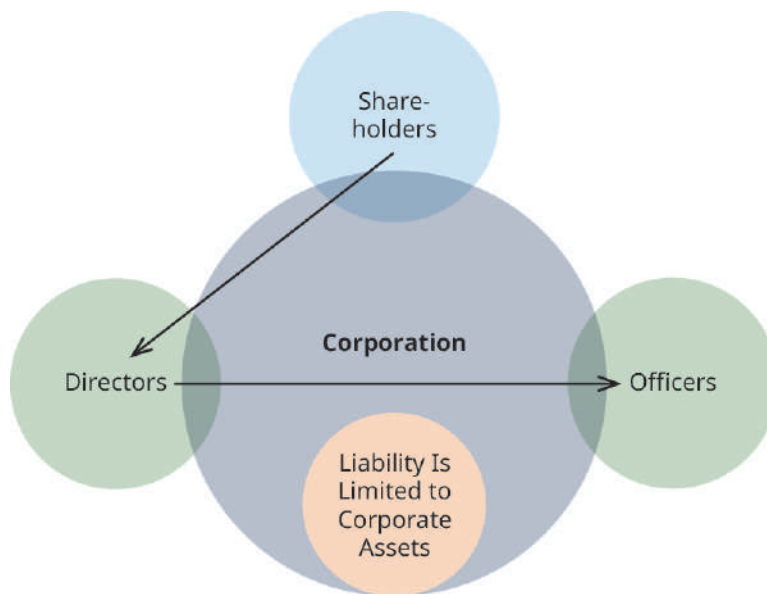 Share-
holders
Corporation
Directors
Officers
Liability Is
Limited to
Corporate
Assets